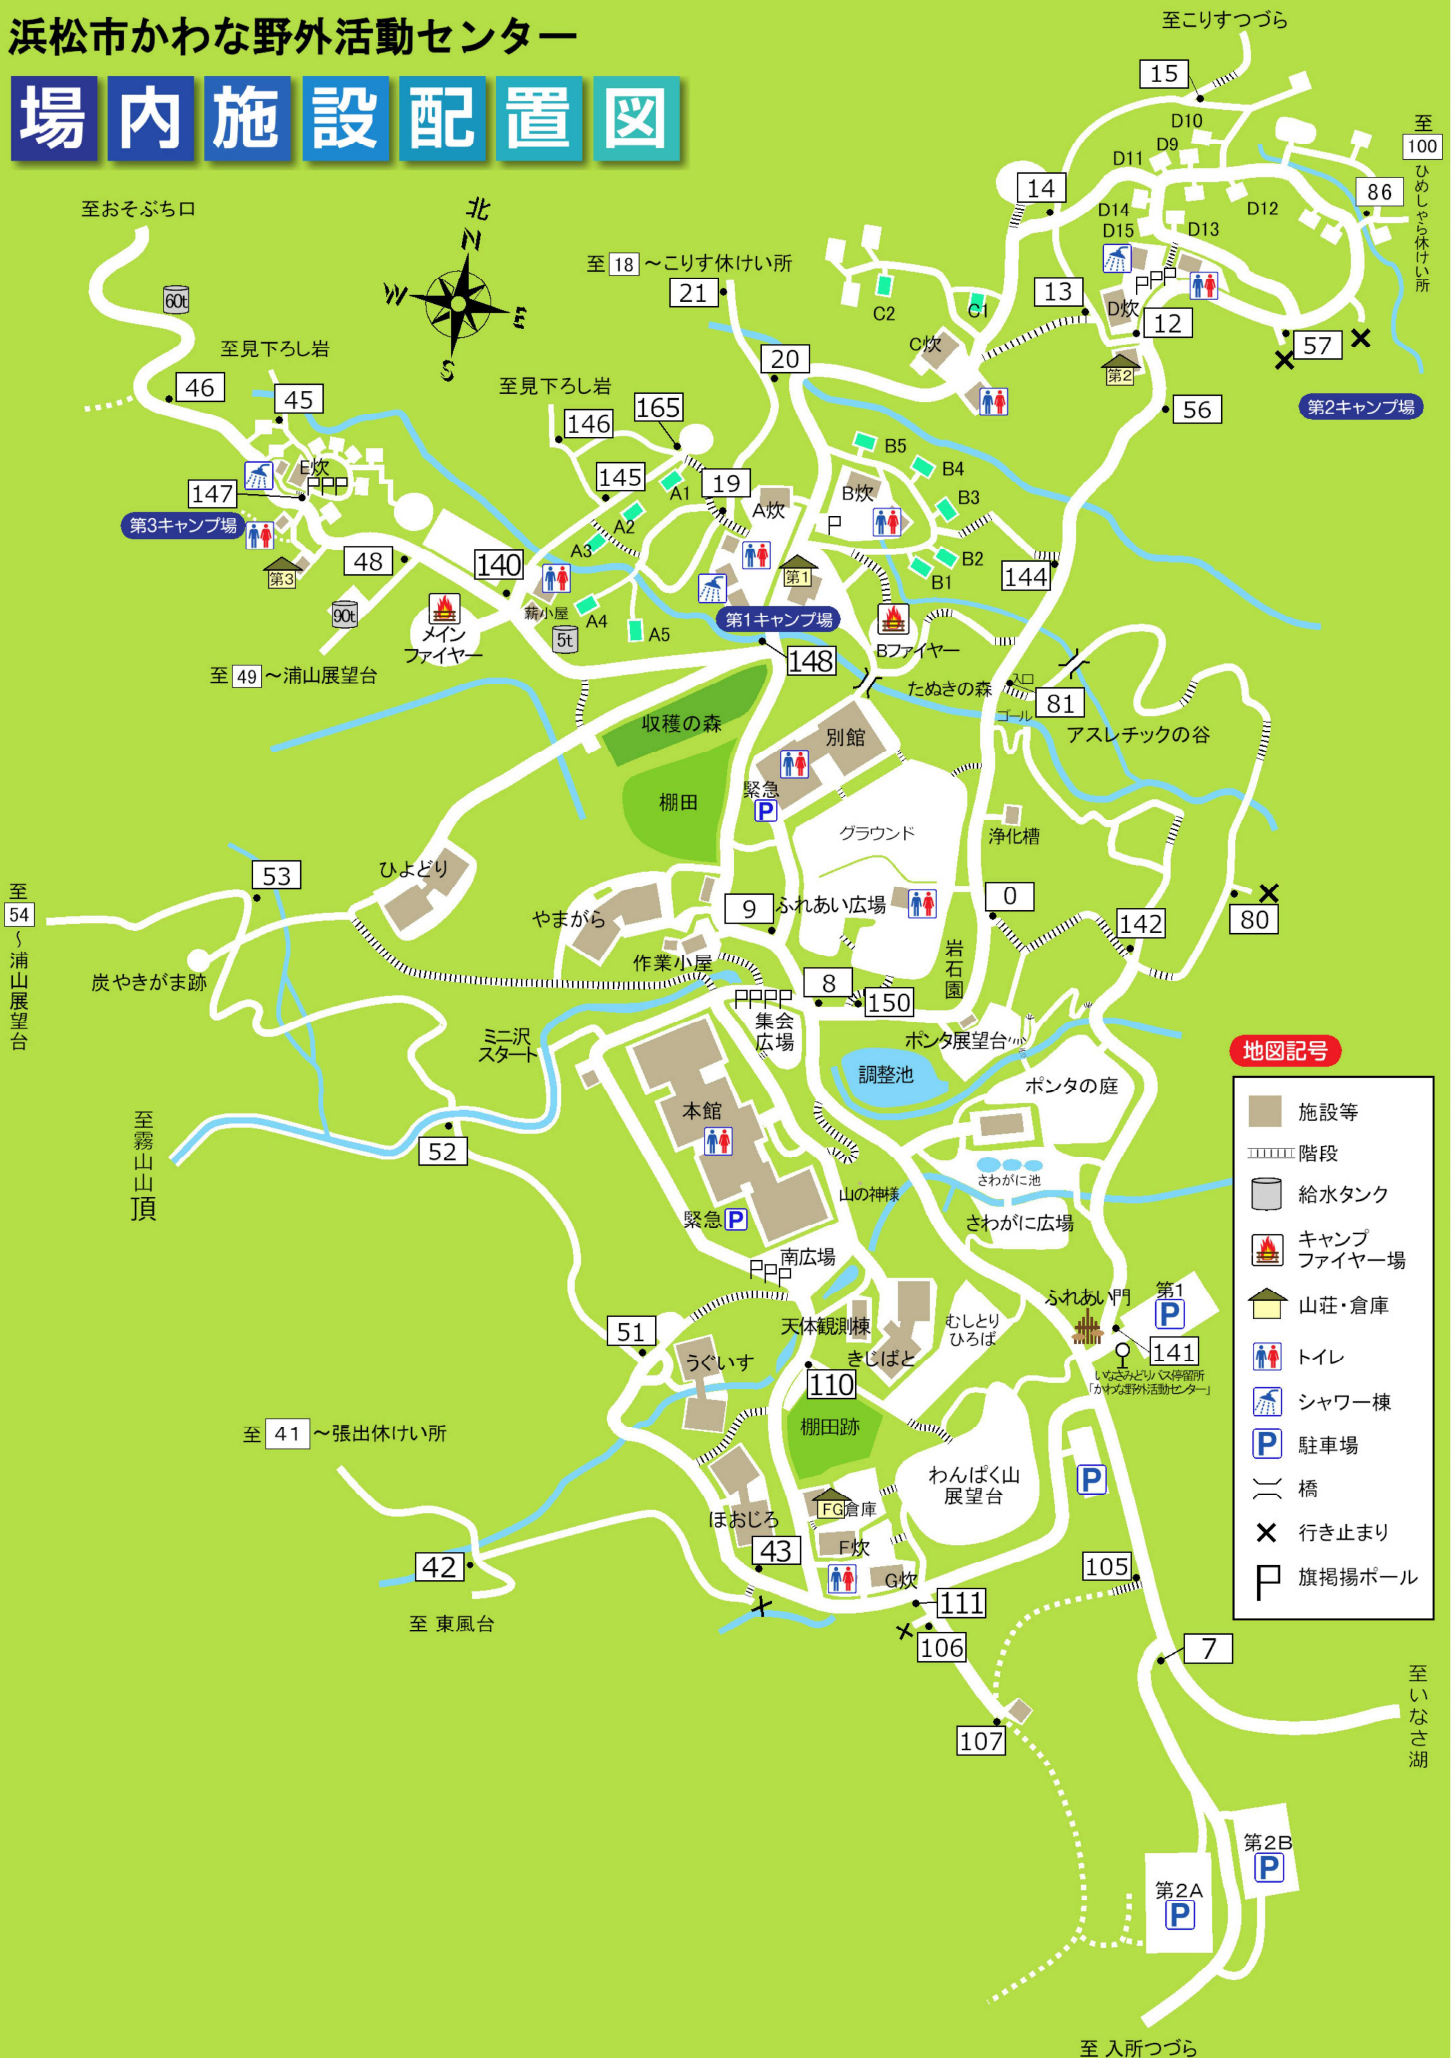 浜松市かわな野外活動センター
場内施設配置図
至こりすつづら
15
D10
D9
D11
至
100
ひめしゃら休けい所
86
14
D14
D15
D13
D12
至おそぶち口
北
N
W
E
S
至18～こりす休けい所
21
60t
13
C2
C1
D炊
12
57
C炊
第2
至見下ろし岩
20
46
45
至見下ろし岩
146
165
56
第2キャンプ場
B5
B4
E炊
147
145
A1
19
A炊
B炊
B3
第3キャンプ場
A2
A3
B2
B1
第3
48
140
第1
144
90t
薪小屋
5t
A4
A5
第1キャンプ場
メイン
ファイヤー
Bファイヤー
148
至49～浦山展望台
たぬきの森
入口
81
ゴール
アスレチックの谷
収穫の森
別館
緊急
P
棚田
グラウンド
浄化槽
ひよどり
53
至
54
～
浦山展望台
やまがら
9
ふれあい広場
0
142
80
作業小屋
岩石園
炭やきがま跡
8
150
集会
広場
ミニ沢
スタート
ポンタ展望台
地図記号
調整池
ポンタの庭
本館
施設等
階段
至霧山山頂
52
さわがに池
給水タンク
山の神様
緊急P
さわがに広場
キャンプ
ファイヤー場
南広場
ふれあい門
第1
P
山荘・倉庫
51
天体観測棟
むしとり
ひろば
うぐいす
きじばと
141
トイレ
110
いなさみどりバス停留所
「かわな野外活動センター」
シャワー棟
至41～張出休けい所
棚田跡
P
駐車場
わんぱく山
展望台
P
橋
FG倉庫
ほおじろ
行き止まり
43
F炊
42
G炊
105
旗掲揚ポール
至 東風台
111
106
7
至いなさ湖
107
第2B
P
第2A
P
至 入所つづら